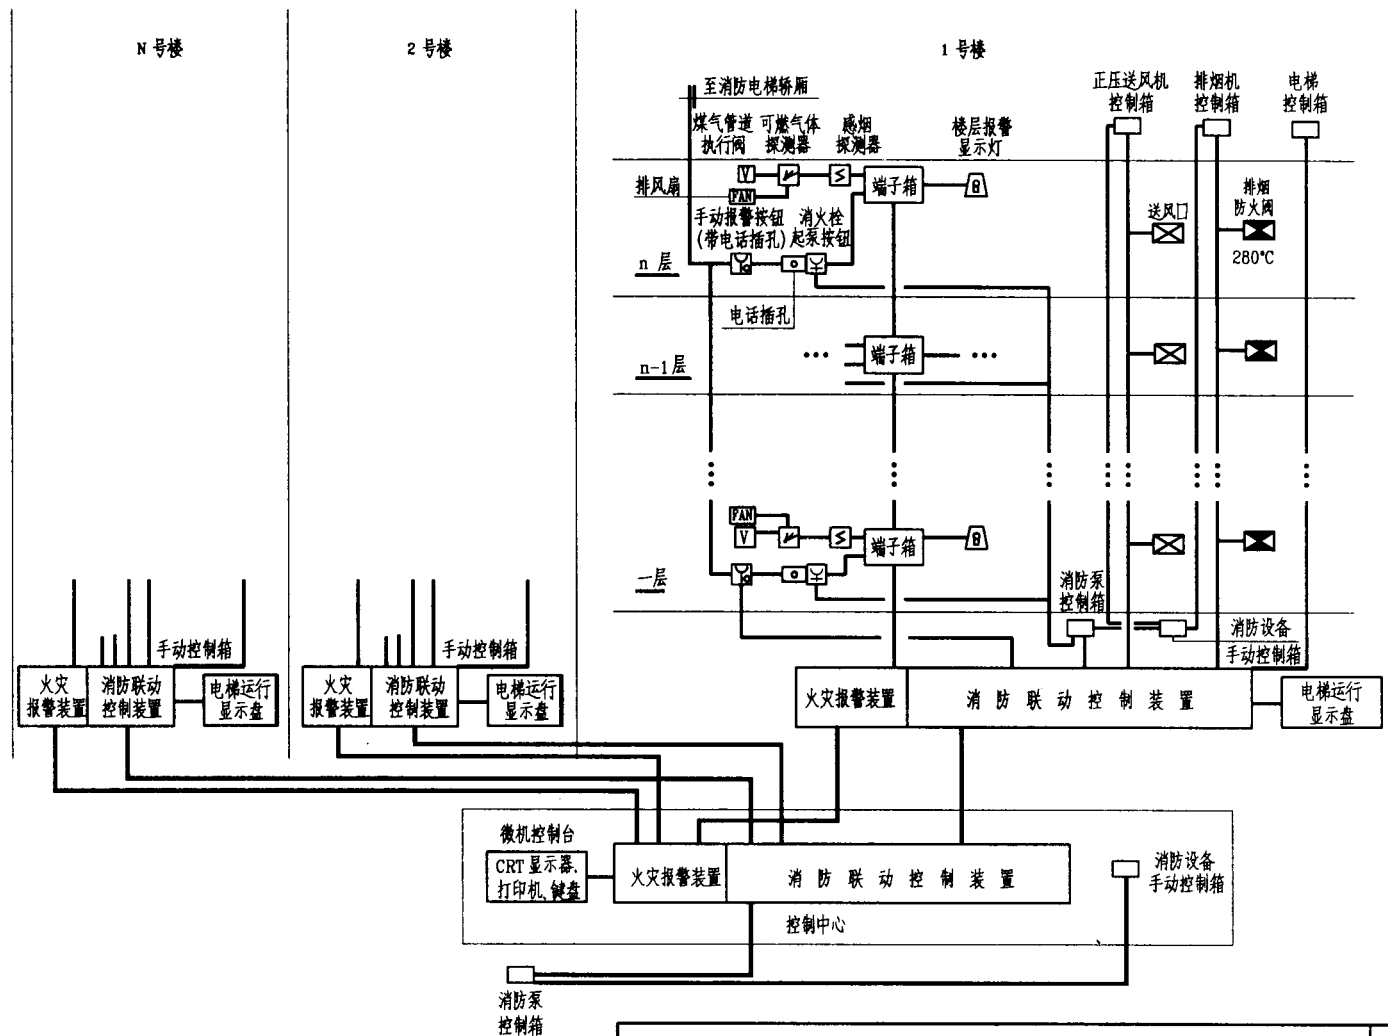 N 号楼
2 号楼
1 号楼
至消防电梯轿厢
正压送风机
控制箱
排烟机
控制箱
电梯
控制箱
煤气管道
执行阀
可燃气体
探测器
感烟
探测器
楼层报警
显示灯
V
排风扇
FAN
端子箱
手动报警按钮
(带电话插孔)
消火栓
起泵按钮
送风口
排烟
防火阀
280℃
n 层
电话插孔
端子箱
n-1 层
FAN
V
端子箱
一层
消防泵
控制箱
消防设备
手动控制箱
手动控制箱
火灾
报警装置
消防联动
控制装置
电梯运行
显示盘
手动控制箱
火灾
报警装置
消防联动
控制装置
电梯运行
显示盘
火灾报警装置
消防联动控制装置
电梯运行
显示盘
微机控制台
CRT 显示器、
打印机、键盘
火灾报警装置
消防联动控制装置
消防设备
手动控制箱
控制中心
消防泵
控制箱